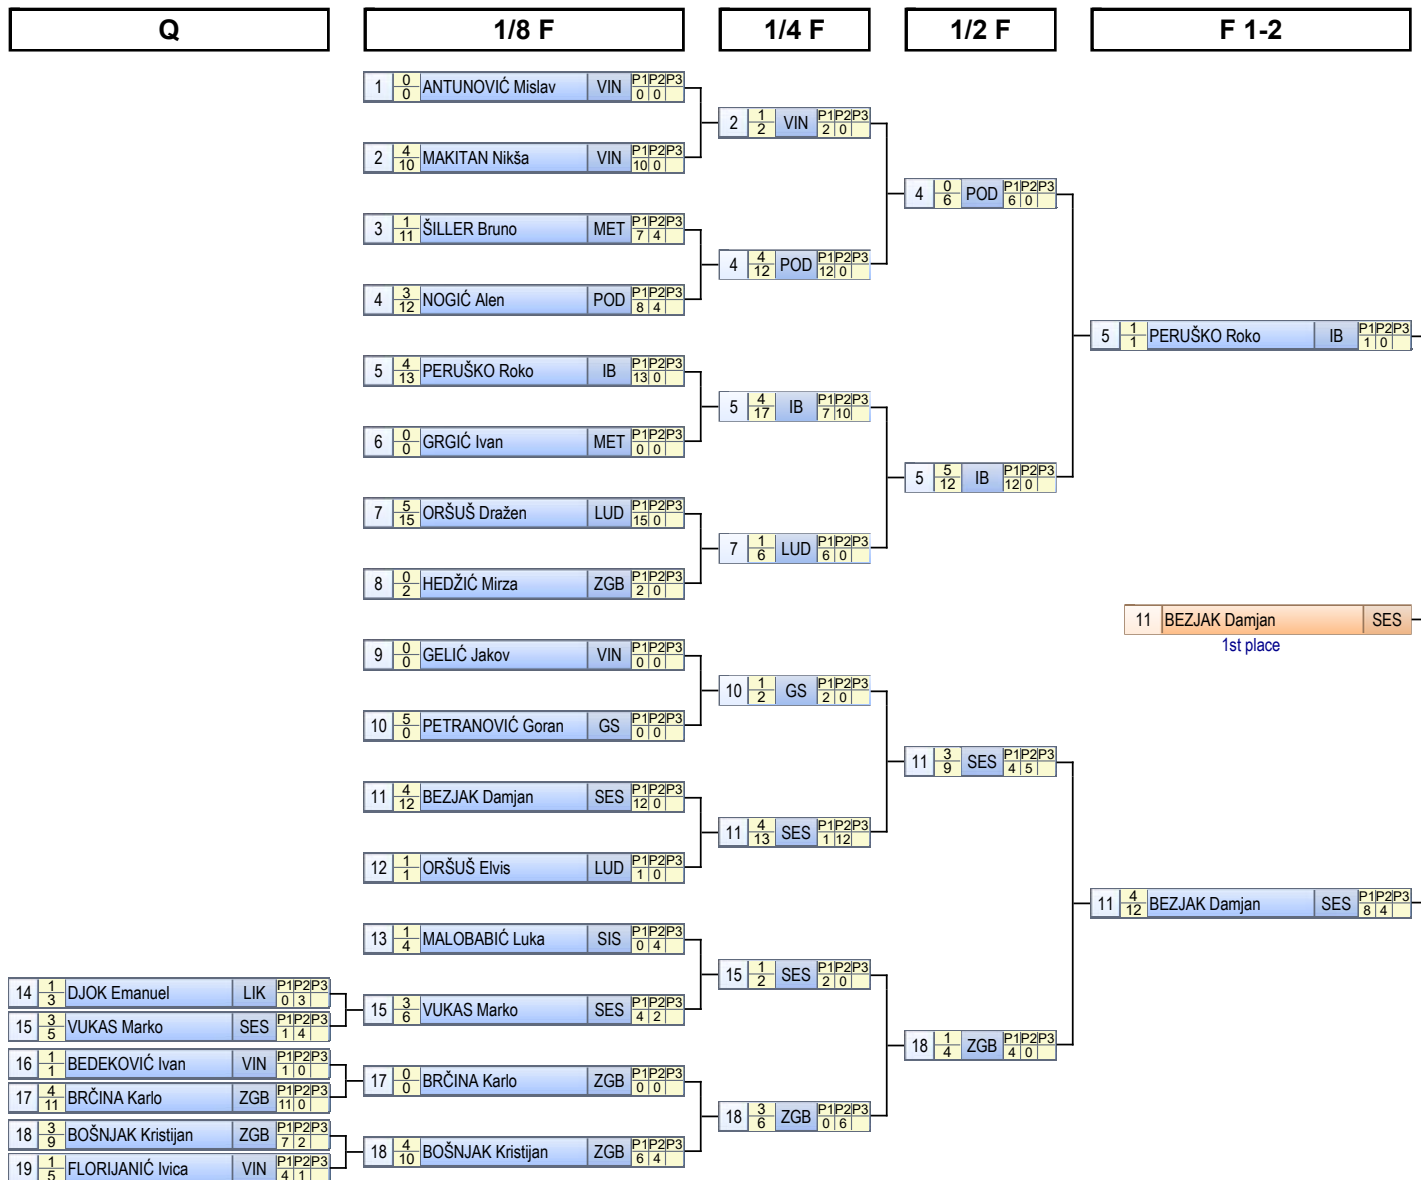 Q 1/8 F 1/4 F 1/2 F F 1-2
1 0 0 ANTUNOVIĆ Mislav VIN P1 P2 P3 0 0
2 1 2 VIN P1 P2 P3 2 0
2 4 10 MAKITAN Nikša VIN P1 P2 P3 10 0
4 0 6 POD P1 P2 P3 6 0
3 1 11 ŠILLER Bruno MET P1 P2 P3 7 4
4 4 12 POD P1 P2 P3 12 0
4 3 12 NOGIĆ Alen POD P1 P2 P3 8 4
5 1 1 PERUŠKO Roko IB P1 P2 P3 1 0
5 4 13 PERUŠKO Roko IB P1 P2 P3 13 0
5 4 17 IB P1 P2 P3 7 10
6 0 0 GRGIĆ Ivan MET P1 P2 P3 0 0
5 5 12 IB P1 P2 P3 12 0
7 5 15 ORŠUŠ Dražen LUD P1 P2 P3 15 0
7 1 6 LUD P1 P2 P3 6 0
8 0 2 HEDŽIĆ Mirza ZGB P1 P2 P3 2 0
11 BEZJAK Damjan SES
1st place
9 0 0 GELIĆ Jakov VIN P1 P2 P3 0 0
10 1 2 GS P1 P2 P3 2 0
10 5 0 PETRANOVIĆ Goran GS P1 P2 P3 0 0
11 3 9 SES P1 P2 P3 4 5
11 4 12 BEZJAK Damjan SES P1 P2 P3 12 0
11 4 13 SES P1 P2 P3 1 12
12 1 1 ORŠUŠ Elvis LUD P1 P2 P3 1 0
11 4 12 BEZJAK Damjan SES P1 P2 P3 8 4
13 1 4 MALOBABIĆ Luka SIS P1 P2 P3 0 4
15 1 2 SES P1 P2 P3 2 0
14 1 3 DJOK Emanuel LIK P1 P2 P3 0 3
15 3 6 VUKAS Marko SES P1 P2 P3 4 2
15 3 5 VUKAS Marko SES P1 P2 P3 1 4
18 1 4 ZGB P1 P2 P3 4 0
16 1 1 BEDEKOVIĆ Ivan VIN P1 P2 P3 1 0
17 0 0 BRČINA Karlo ZGB P1 P2 P3 0 0
17 4 11 BRČINA Karlo ZGB P1 P2 P3 11 0
18 3 6 ZGB P1 P2 P3 0 6
18 3 9 BOŠNJAK Kristijan ZGB P1 P2 P3 7 2
18 4 10 BOŠNJAK Kristijan ZGB P1 P2 P3 6 4
19 1 5 FLORIJANIĆ Ivica VIN P1 P2 P3 4 1